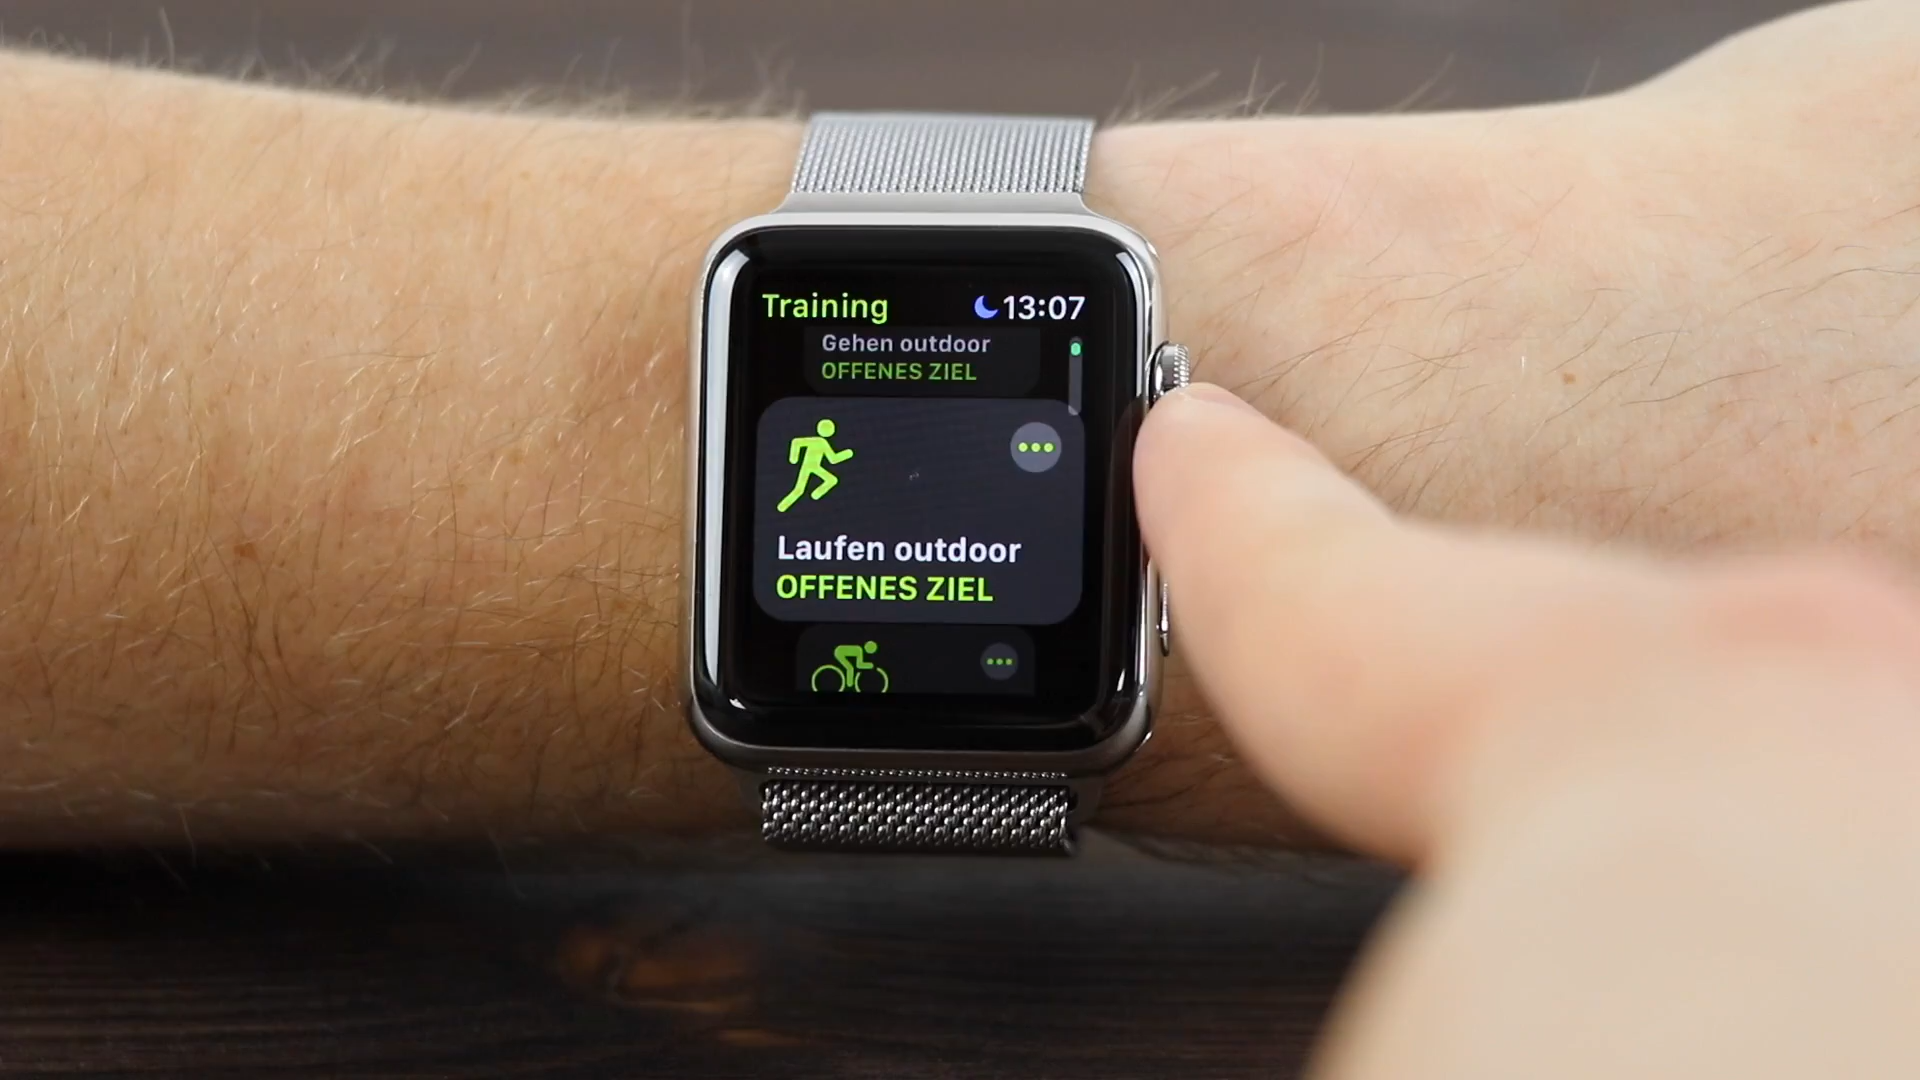 Training 13:07
Gehen outdoor
OFFENES ZIEL
Laufen outdoor
OFFENES ZIEL